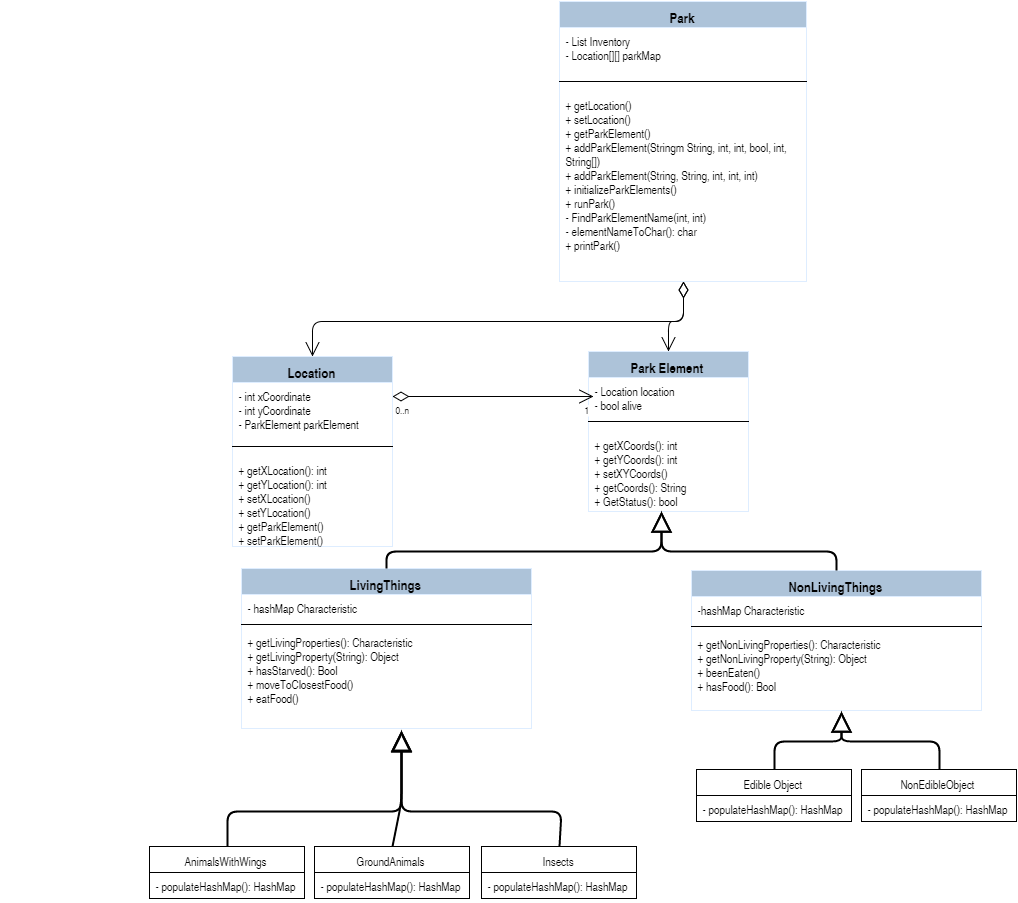 Park
- List Inventory
- Location[][] parkMap
+ getLocation()
+ setLocation()
+ getParkElement()
+ addParkElement(Stringm String, int, int, bool, int,
String[])
+ addParkElement(String, String, int, int, int)
+ initializeParkElements()
+ runPark()
- FindParkElementName(int, int)
- elementNameToChar(): char
+ printPark()
Location
- int xCoordinate
- int yCoordinate
- ParkElement parkElement
+ getXLocation(): int
+ getYLocation(): int
+ setXLocation()
+ setYLocation()
+ getParkElement()
+ setParkElement()
0..n
1
Park Element
- Location location
- bool alive
+ getXCoords(): int
+ getYCoords(): int
+ setXYCoords()
+ getCoords(): String
+ GetStatus(): bool
LivingThings
- hashMap Characteristic
+ getLivingProperties(): Characteristic
+ getLivingProperty(String): Object
+ hasStarved(): Bool
+ moveToClosestFood()
+ eatFood()
NonLivingThings
-hashMap Characteristic
+ getNonLivingProperties(): Characteristic
+ getNonLivingProperty(String): Object
+ beenEaten()
+ hasFood(): Bool
Edible Object
- populateHashMap(): HashMap
NonEdibleObject
- populateHashMap(): HashMap
AnimalsWithWings
- populateHashMap(): HashMap
GroundAnimals
- populateHashMap(): HashMap
Insects
- populateHashMap(): HashMap